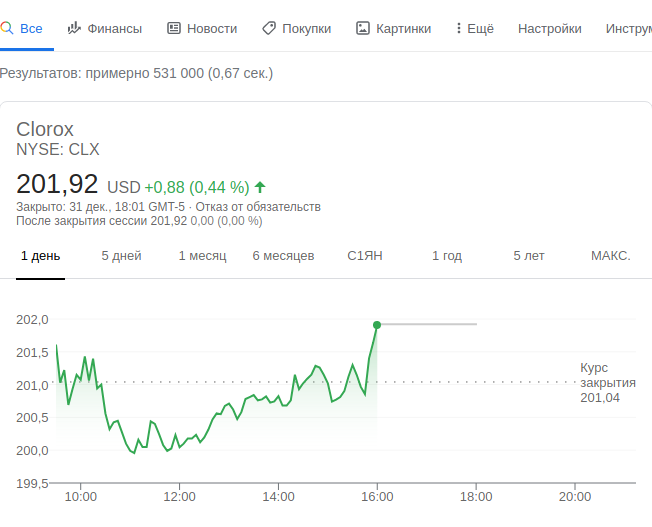 Все Финансы Новости Покупки Картинки Ещё Настройки Инструм
Результатов: примерно 531 000 (0,67 сек.)
Clorox
NYSE: CLX
201,92 USD +0,88 (0,44 %)
Закрыто: 31 дек., 18:01 GMT-5 · Отказ от обязательств
После закрытия сессии 201,92 0,00 (0,00 %)
1 день 5 дней 1 месяц 6 месяцев С1ЯН 1 год 5 лет МАКС.
202,0
201,5
201,0
200,5
200,0
199,5
Курс
закрытия
201,04
10:00 12:00 14:00 16:00 18:00 20:00